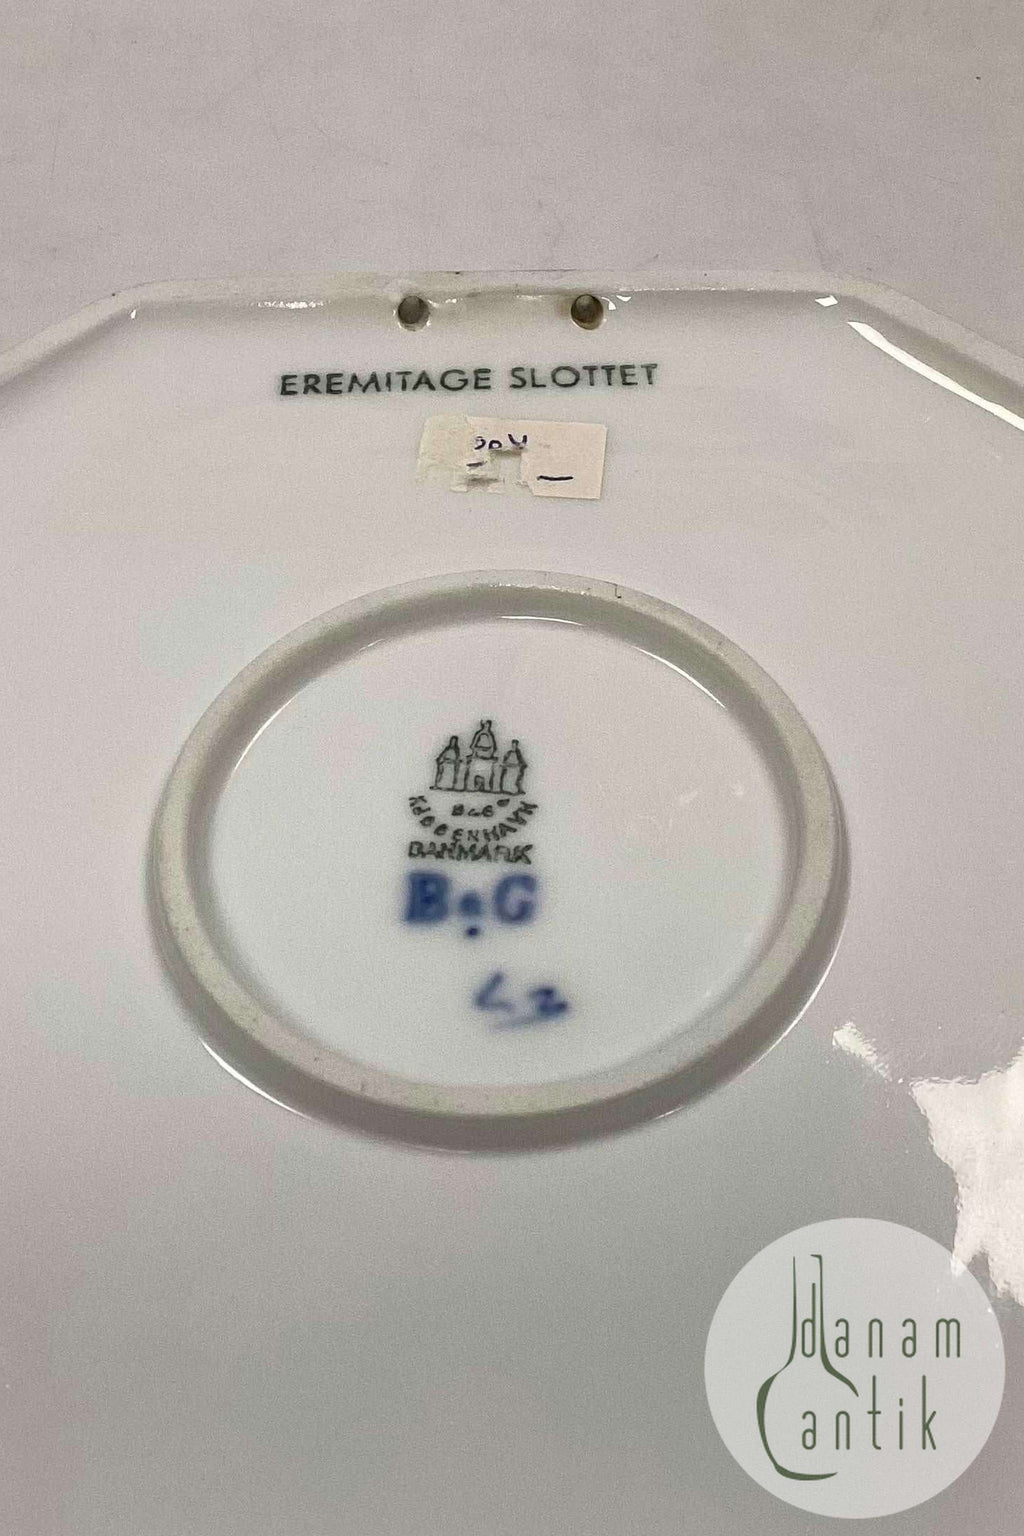 EREMITAGE SLOTTET
B&G
KJØBENHAVN
DANMARK
B&G
danam
antik